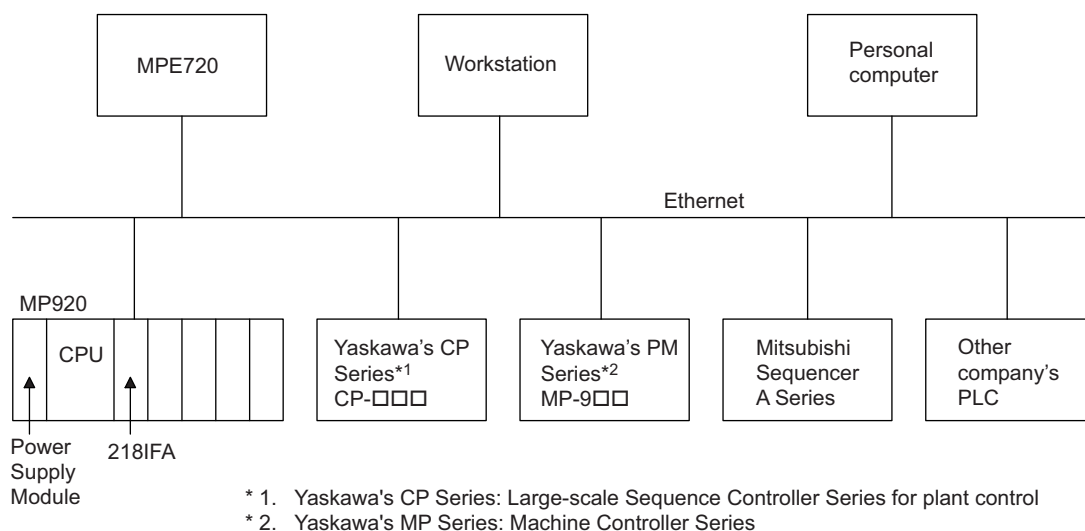 MPE720
Workstation
Personal
computer
Ethernet
MP920
CPU
Yaskawa's CP
Series*1
CP-□□□
Yaskawa's PM
Series*2
MP-9□□
Mitsubishi
Sequencer
A Series
Other
company's
PLC
Power
Supply
Module
218IFA
* 1. Yaskawa's CP Series: Large-scale Sequence Controller Series for plant control
* 2. Yaskawa's MP Series: Machine Controller Series